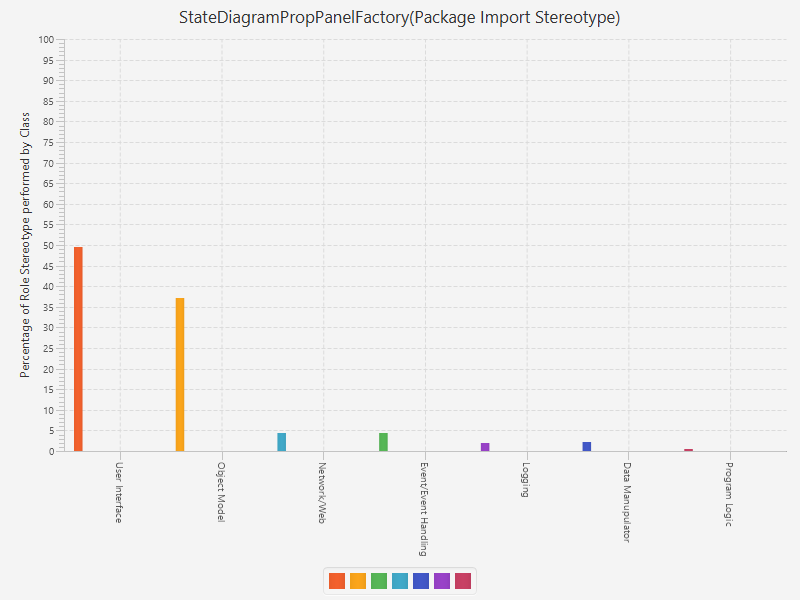 StateDiagramPropPanelFactory(Package Import Stereotype)
Percentage of Role Stereotype performed by Class
100
95
90
85
80
75
70
65
60
55
50
45
40
35
30
25
20
15
10
5
0
User Interface
Object Model
Network/Web
Event/Event Handling
Logging
Data Manupulator
Program Logic